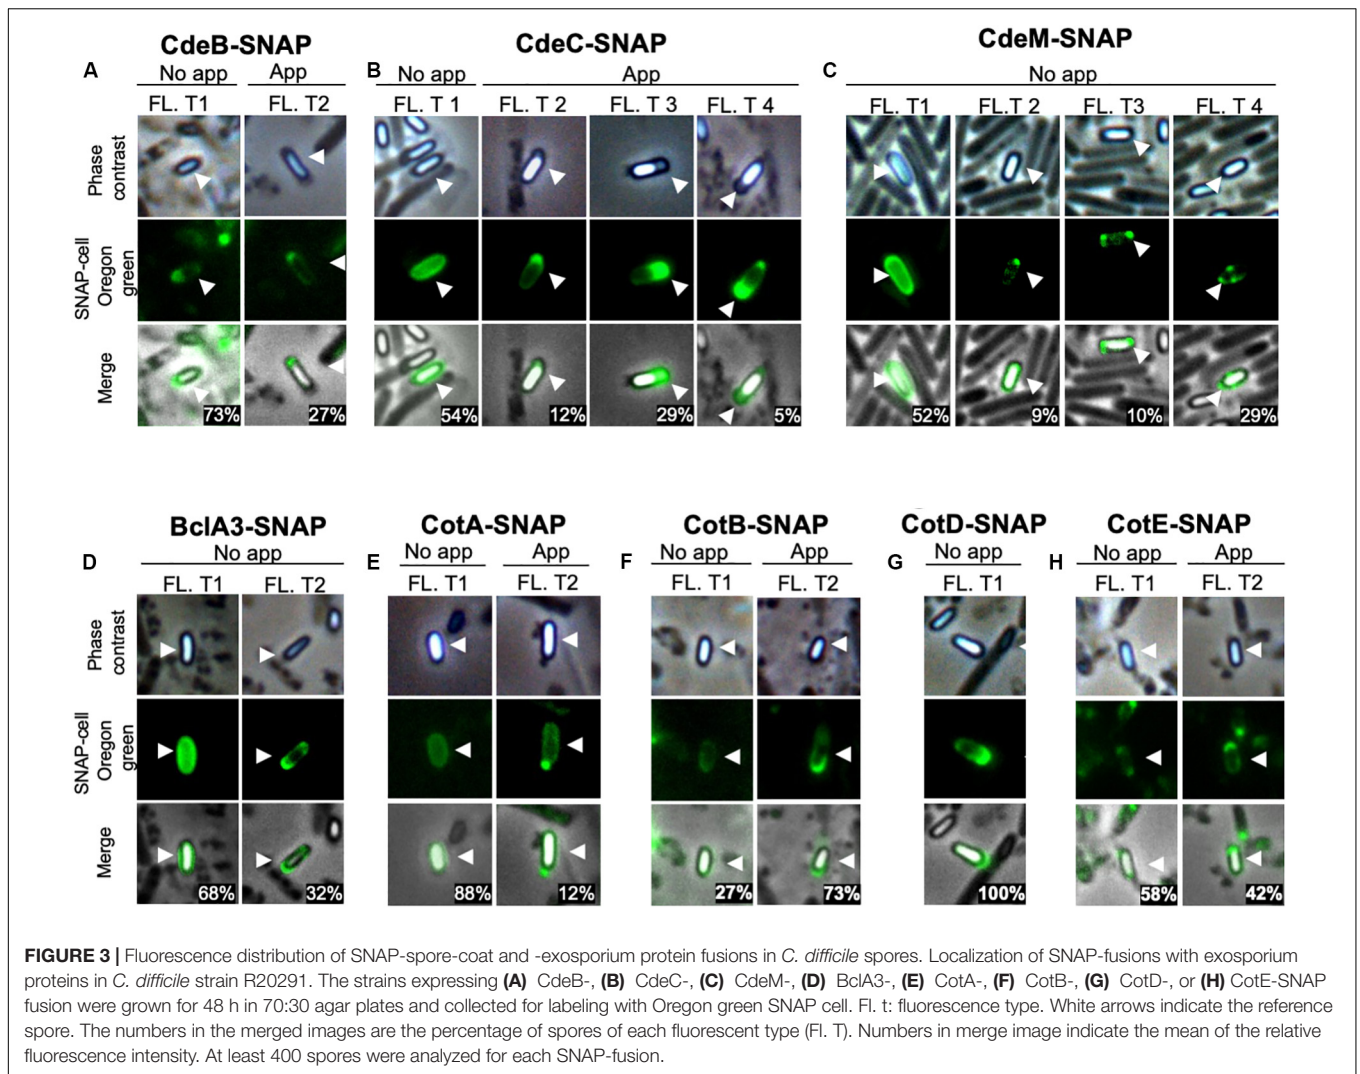 CdeB-SNAP
CdeC-SNAP
CdeM-SNAP
A
No app
App
B
No app
App
C
No app
FL. T1
FL. T2
FL. T 1
FL. T 2
FL. T 3
FL. T 4
FL. T1
FL.T 2
FL. T3
FL. T 4
Phase
contrast
SNAP-cell
Oregon
green
Merge
73%
27%
54%
12%
29%
5%
52%
9%
10%
29%
BclA3-SNAP
CotA-SNAP
CotB-SNAP
CotD-SNAP
CotE-SNAP
D
No app
E
No app
App
F
No app
App
G
No app
H
No app
App
FL. T1
FL. T2
FL. T1
FL. T2
FL. T1
FL. T2
FL. T1
FL. T1
FL. T2
Phase
contrast
SNAP-cell
Oregon
green
Merge
68%
32%
88%
12%
27%
73%
100%
58%
42%
FIGURE 3 | Fluorescence distribution of SNAP-spore-coat and -exosporium protein fusions in C. difficile spores. Localization of SNAP-fusions with exosporium
proteins in C. difficile strain R20291. The strains expressing (A) CdeB-, (B) CdeC-, (C) CdeM-, (D) BclA3-, (E) CotA-, (F) CotB-, (G) CotD-, or (H) CotE-SNAP
fusion were grown for 48 h in 70:30 agar plates and collected for labeling with Oregon green SNAP cell. Fl. t: fluorescence type. White arrows indicate the reference
spore. The numbers in the merged images are the percentage of spores of each fluorescent type (Fl. T). Numbers in merge image indicate the mean of the relative
fluorescence intensity. At least 400 spores were analyzed for each SNAP-fusion.